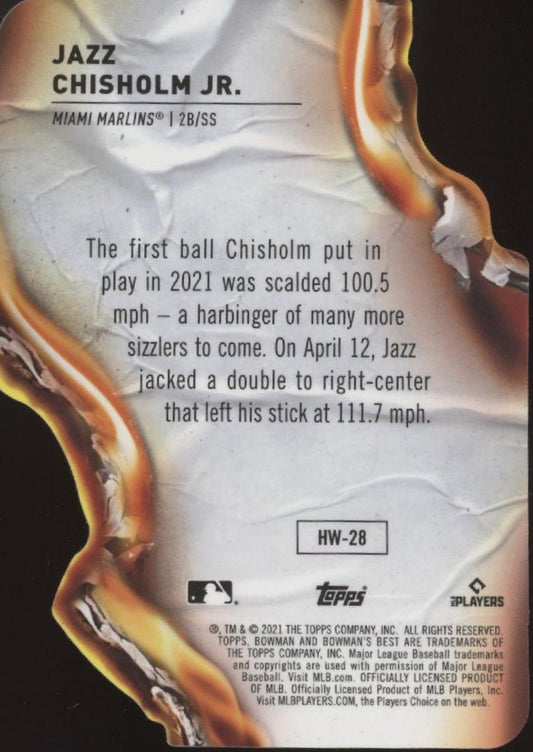 JAZZ
CHISHOLM JR.
MIAMI MARLINS® | 2B/SS
The first ball Chisholm put in
play in 2021 was scalded 100.5
mph – a harbinger of many more
sizzlers to come. On April 12, Jazz
jacked a double to right-center
that left his stick at 111.7 mph.
HW-28
Topps
MLB PLAYERS
®, TM & © 2021 THE TOPPS COMPANY, INC. ALL RIGHTS RESERVED.
TOPPS, BOWMAN AND BOWMAN'S BEST ARE TRADEMARKS OF
THE TOPPS COMPANY, INC. Major League Baseball trademarks
and copyrights are used with permission of Major League
Baseball. Visit MLB.com. OFFICIALLY LICENSED PRODUCT
OF MLB. Officially Licensed Product of MLB Players, Inc.
Visit MLBPLAYERS.COM, the Players Choice on the web.